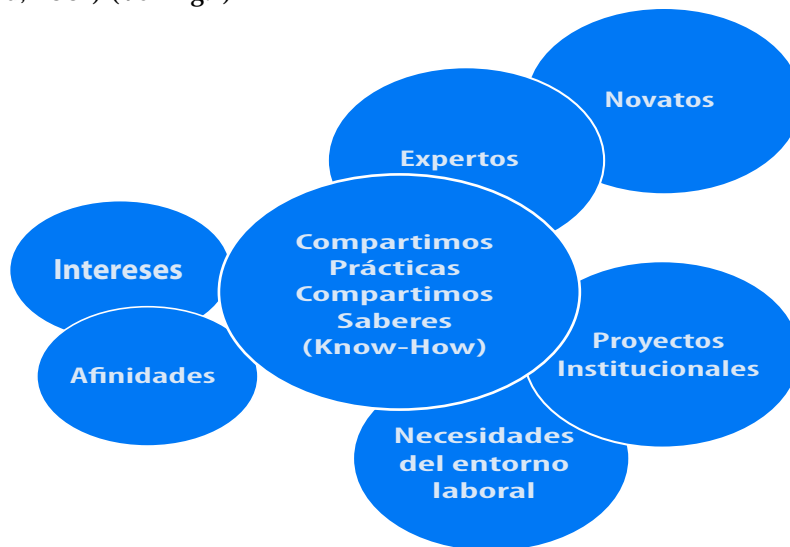 Novatos
Expertos
Compartimos
Prácticas
Compartimos
Saberes
(Know-How)
Intereses
Afinidades
Proyectos
Institucionales
Necesidades
del entorno
laboral